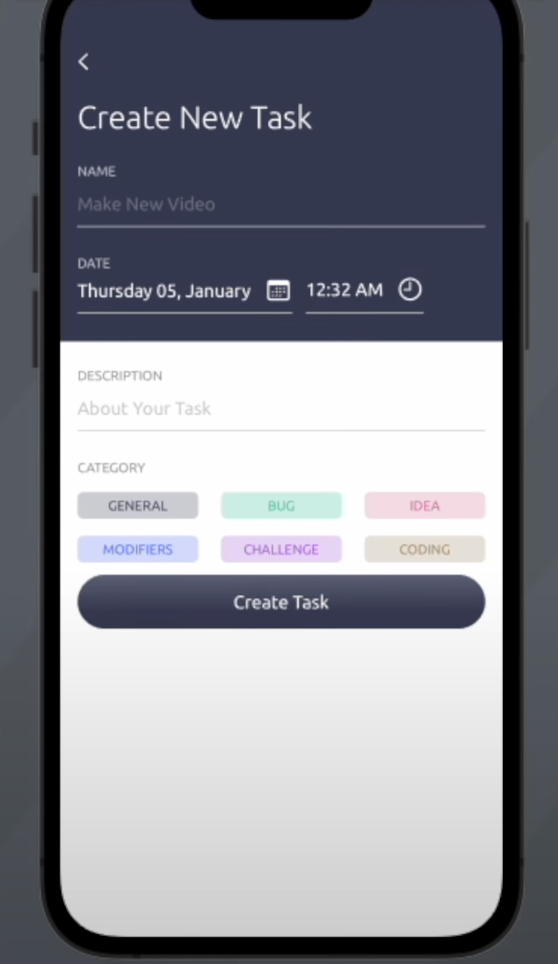 Create New Task
NAME
Make New Video
DATE
Thursday 05, January 12:32 AM
DESCRIPTION
About Your Task
CATEGORY
GENERAL BUG IDEA
MODIFIERS CHALLENGE CODING
Create Task